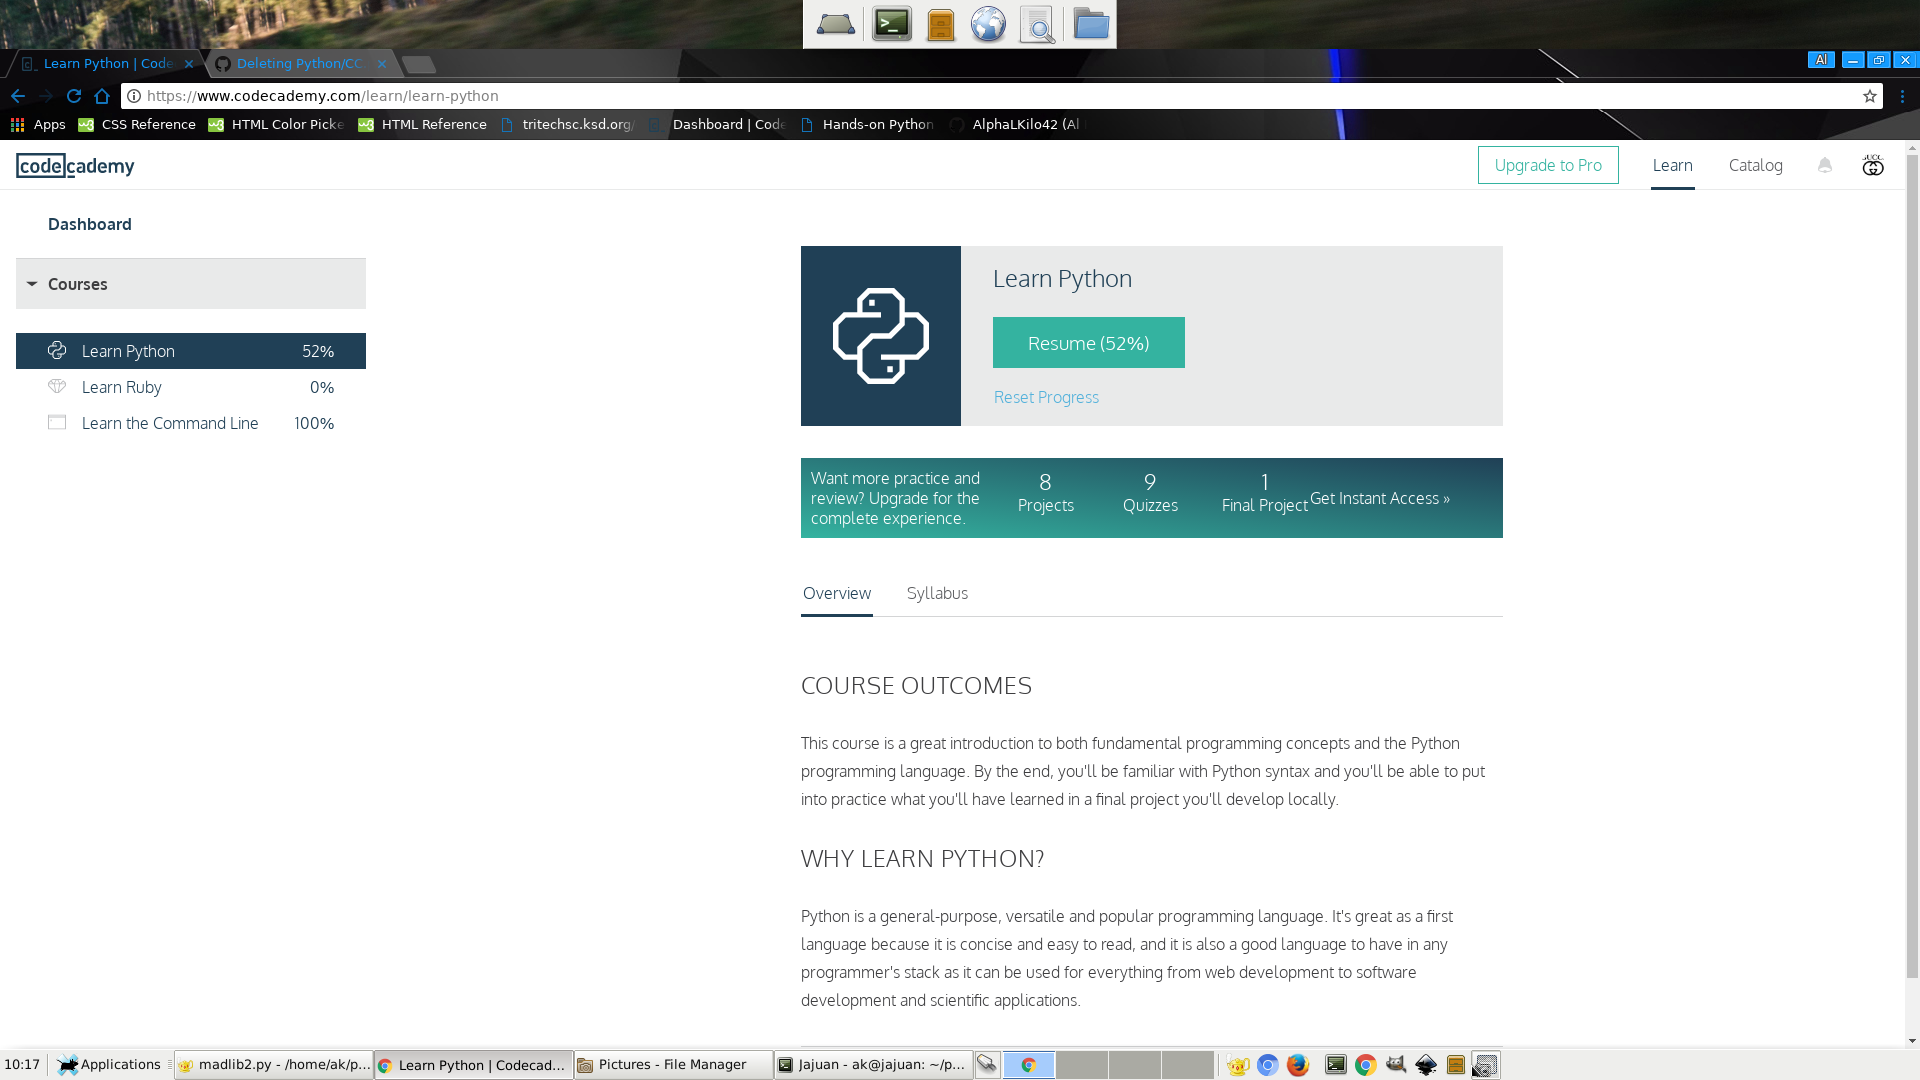 Learn Python | Code
Deleting Python/CC
Al
https://www.codecademy.com/learn/learn-python
Apps
CSS Reference
HTML Color Picke
HTML Reference
tritechsc.ksd.org/
Dashboard | Code
Hands-on Python
AlphaLKilo42 (Al
codecademy
Upgrade to Pro
Learn
Catalog
Dashboard
Courses
Learn Python 52%
Learn Ruby 0%
Learn the Command Line 100%
Learn Python
Resume (52%)
Reset Progress
Want more practice and
review? Upgrade for the
complete experience.
8
Projects
9
Quizzes
1
Final Project
Get Instant Access »
Overview
Syllabus
COURSE OUTCOMES
This course is a great introduction to both fundamental programming concepts and the Python
programming language. By the end, you'll be familiar with Python syntax and you'll be able to put
into practice what you'll have learned in a final project you'll develop locally.
WHY LEARN PYTHON?
Python is a general-purpose, versatile and popular programming language. It's great as a first
language because it is concise and easy to read, and it is also a good language to have in any
programmer's stack as it can be used for everything from web development to software
development and scientific applications.
10:17
Applications
madlib2.py - /home/ak/p...
Learn Python | Codecad...
Pictures - File Manager
Jajuan - ak@jajuan: ~/p...